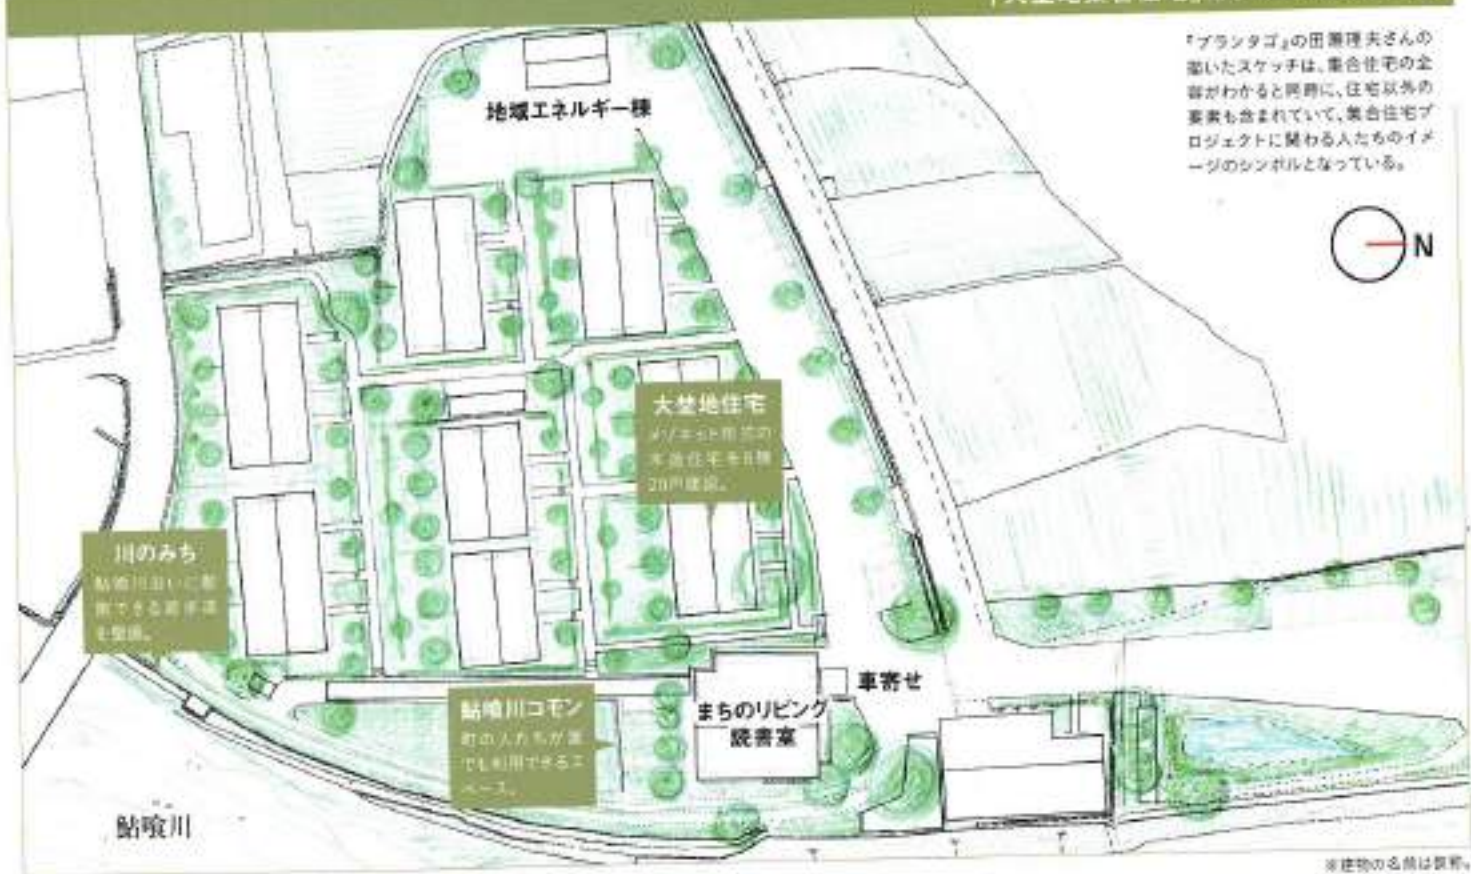 『プランタゴ』の田瀬理夫さんの
描いたスケッチは、集合住宅の全
容がわかると同時に、住宅以外の
要素も含まれていて、集合住宅プ
ロジェクトに関わる人たちのイメ
ージのシンボルとなっている。
N
地域エネルギー棟
大埜地住宅
メゾネット形式の
木造住宅を8棟
20戸建設。
川のみち
鮎喰川沿いに散
策できる遊歩道
を整備。
鮎喰川コモン
町の人たちが誰
でも利用できるス
ペース。
まちのリビング
読書室
車寄せ
鮎喰川
※建物の名前は仮称。